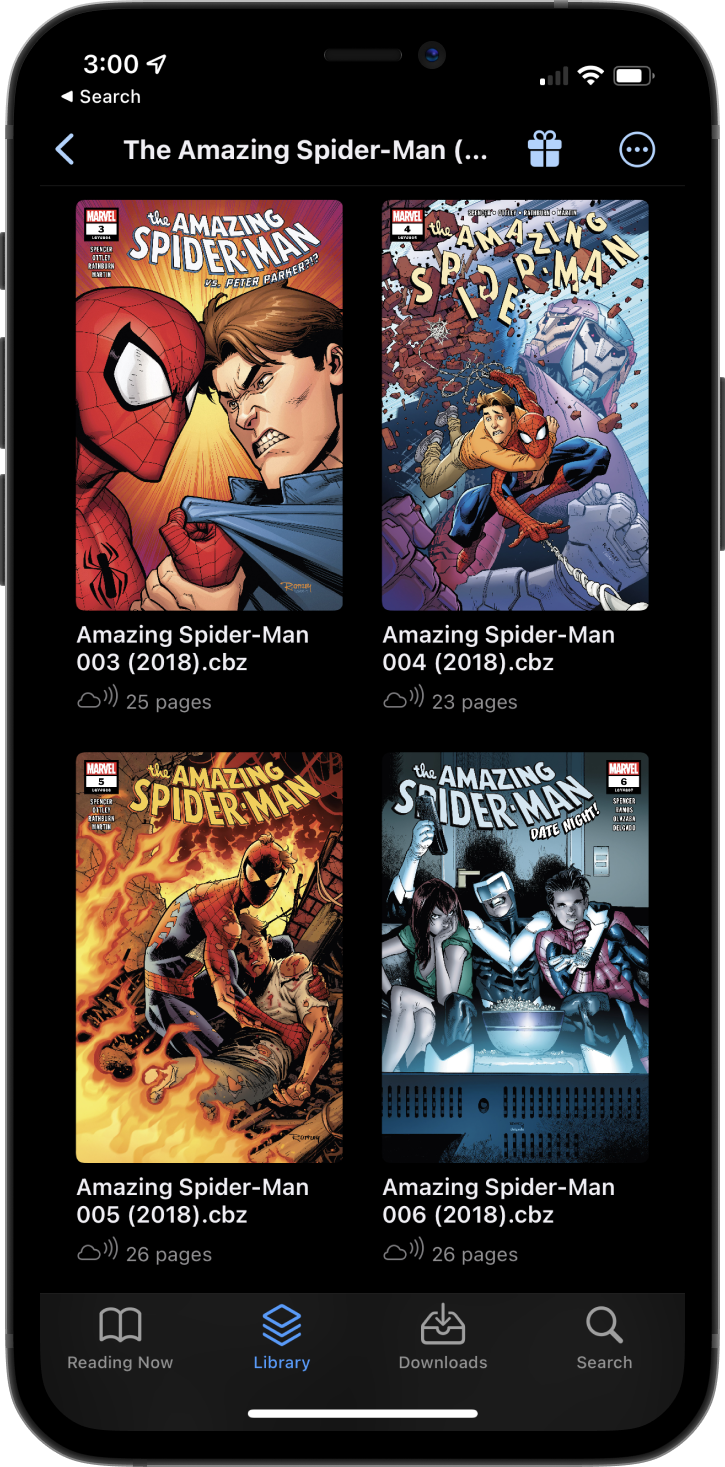 3:00
Search
The Amazing Spider-Man (...
MARVEL
3
SPENCER
OTTLEY
RATHBURN
MARTIN
the AMAZING
SPIDER-MAN
VS. PETER PARKER?!?
Amazing Spider-Man
003 (2018).cbz
25 pages
MARVEL
4
SPENCER • OTTLEY • RATHBURN • MARTIN
the AMAZING
SPIDER-MAN
Amazing Spider-Man
004 (2018).cbz
23 pages
MARVEL
5
SPENCER
OTTLEY
RATHBURN
MARTIN
the AMAZING
SPIDER-MAN
OTTLEY
Amazing Spider-Man
005 (2018).cbz
26 pages
the AMAZING
SPIDER-MAN
DATE NIGHT!
MARVEL
6
SPENCER
RAMOS
OLAZABA
DELGADO
Amazing Spider-Man
006 (2018).cbz
26 pages
Reading Now
Library
Downloads
Search